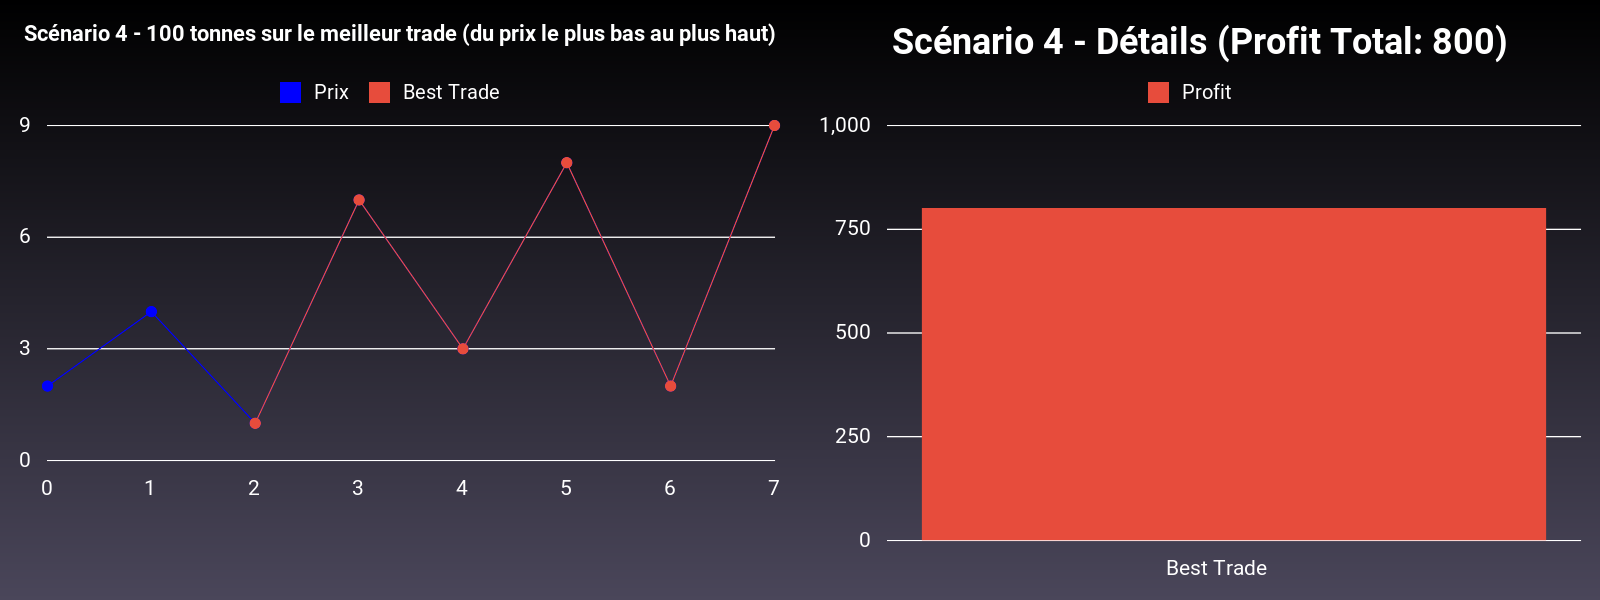 Scénario 4 - 100 tonnes sur le meilleur trade (du prix le plus bas au plus haut)
Prix
Best Trade
9
6
3
0
0 1 2 3 4 5 6 7
Scénario 4 - Détails (Profit Total: 800)
Profit
1,000
750
500
250
0
Best Trade